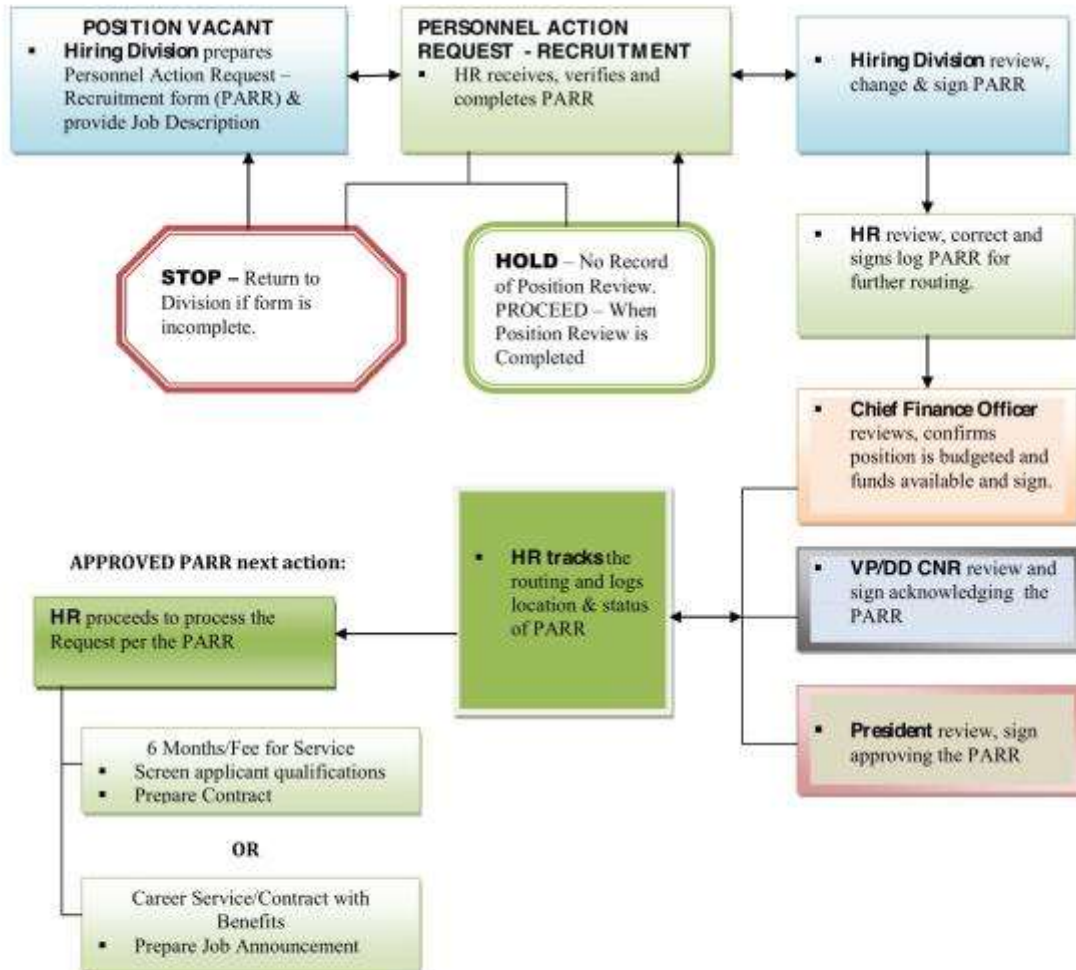 POSITION VACANT
▪ Hiring Division prepares
Personnel Action Request –
Recruitment form (PARR) &
provide Job Description
PERSONNEL ACTION
REQUEST - RECRUITMENT
▪ HR receives, verifies and
completes PARR
▪ Hiring Division review,
change & sign PARR
STOP – Return to
Division if form is
incomplete.
HOLD – No Record
of Position Review.
PROCEED – When
Position Review is
Completed
▪ HR review, correct and
signs log PARR for
further routing.
▪ Chief Finance Officer
reviews, confirms
position is budgeted and
funds available and sign.
▪ VP/DD CNR review and
sign acknowledging the
PARR
▪ President review, sign
approving the PARR
▪ HR tracks the
routing and logs
location & status
of PARR
APPROVED PARR next action:
HR proceeds to process the
Request per the PARR
6 Months/Fee for Service
▪ Screen applicant qualifications
▪ Prepare Contract
OR
Career Service/Contract with
Benefits
▪ Prepare Job Announcement